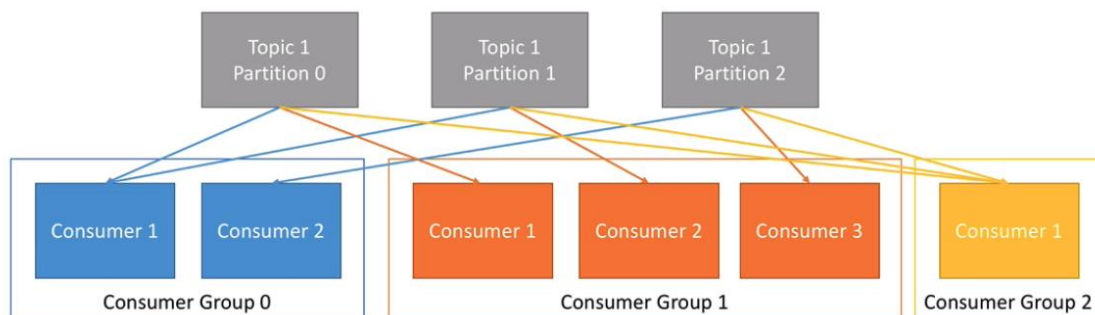 Topic 1
Partition 0
Topic 1
Partition 1
Topic 1
Partition 2
Consumer 1
Consumer 2
Consumer 1
Consumer 2
Consumer 3
Consumer 1
Consumer Group 0
Consumer Group 1
Consumer Group 2